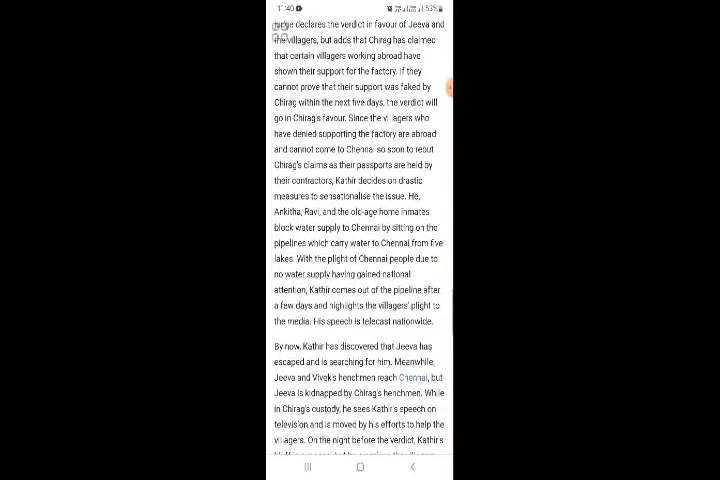 11:40
53%
judge declares the verdict in favour of Jeeva and
the villagers, but adds that Chirag has claimed
that certain villagers working abroad have
shown their support for the factory. If they
cannot prove that their support was faked by
Chirag within the next five days, the verdict will
go in Chirag's favour. Since the villagers who
have denied supporting the factory are abroad
and cannot come to Chennai so soon to rebut
Chirag's claims as their passports are held by
their contractors, Kathir decides on drastic
measures to sensationalise the issue. He,
Ankitha, Ravi, and the old-age home inmates
block water supply to Chennai by sitting on the
pipelines which carry water to Chennai from five
lakes. With the plight of Chennai people due to
no water supply having gained national
attention, Kathir comes out of the pipeline after
a few days and highlights the villagers' plight to
the media. His speech is telecast nationwide.
By now, Kathir has discovered that Jeeva has
escaped and is searching for him. Meanwhile,
Jeeva and Vivek's henchmen reach Chennai, but
Jeeva is kidnapped by Chirag's henchmen. While
in Chirag's custody, he sees Kathir's speech on
television and is moved by his efforts to help the
villagers. On the night before the verdict, Kathir's